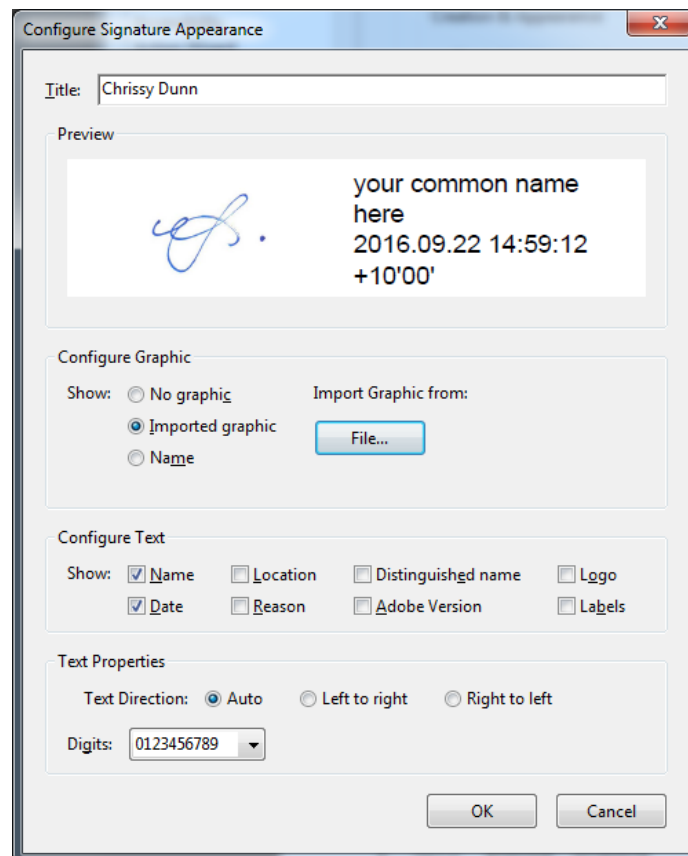 Configure Signature Appearance
Title: Chrissy Dunn
Preview
your common name
here
2016.09.22 14:59:12
+10'00'
Configure Graphic
Show: No graphic Import Graphic from:
Imported graphic File...
Name
Configure Text
Show: Name Location Distinguished name Logo
Date Reason Adobe Version Labels
Text Properties
Text Direction: Auto Left to right Right to left
Digits: 0123456789
OK Cancel